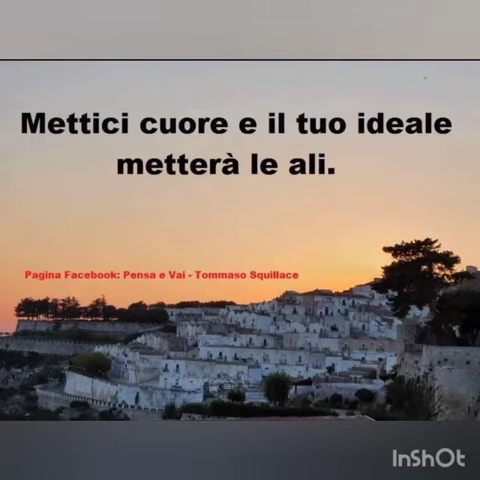 Mettici cuore e il tuo ideale
metterà le ali.
Pagina Facebook: Pensa e Vai - Tommaso Squillace
InShOt